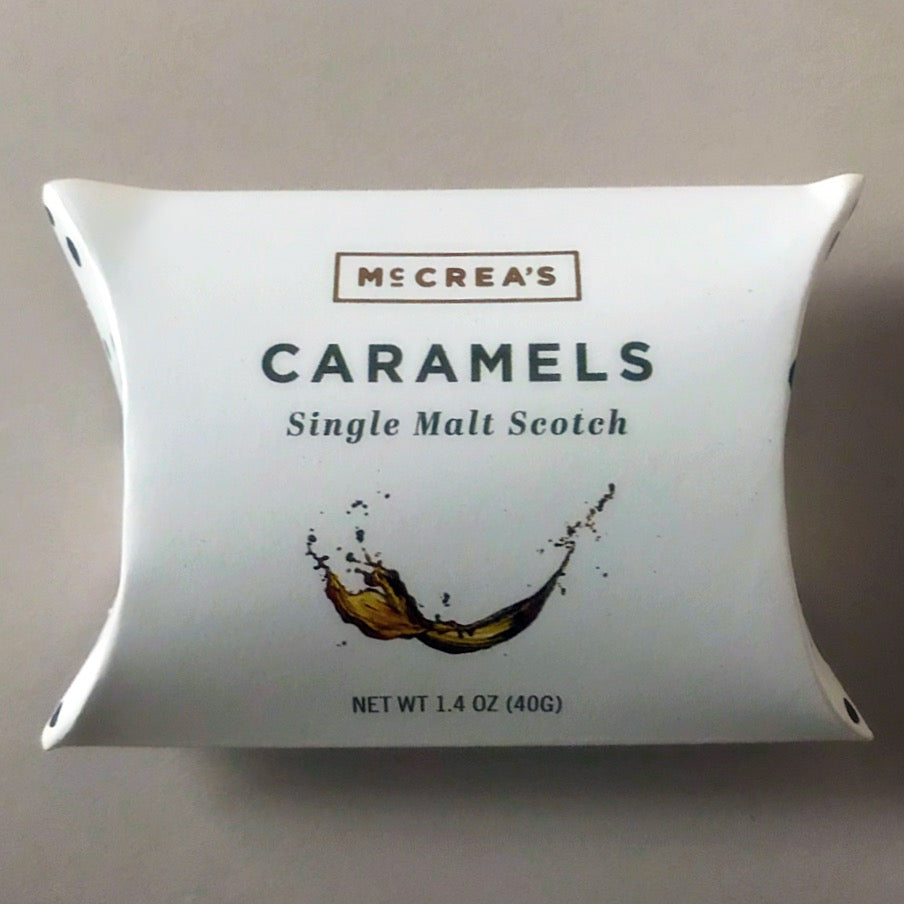 McCREA'S
CARAMELS
Single Malt Scotch
NET WT 1.4 OZ (40G)